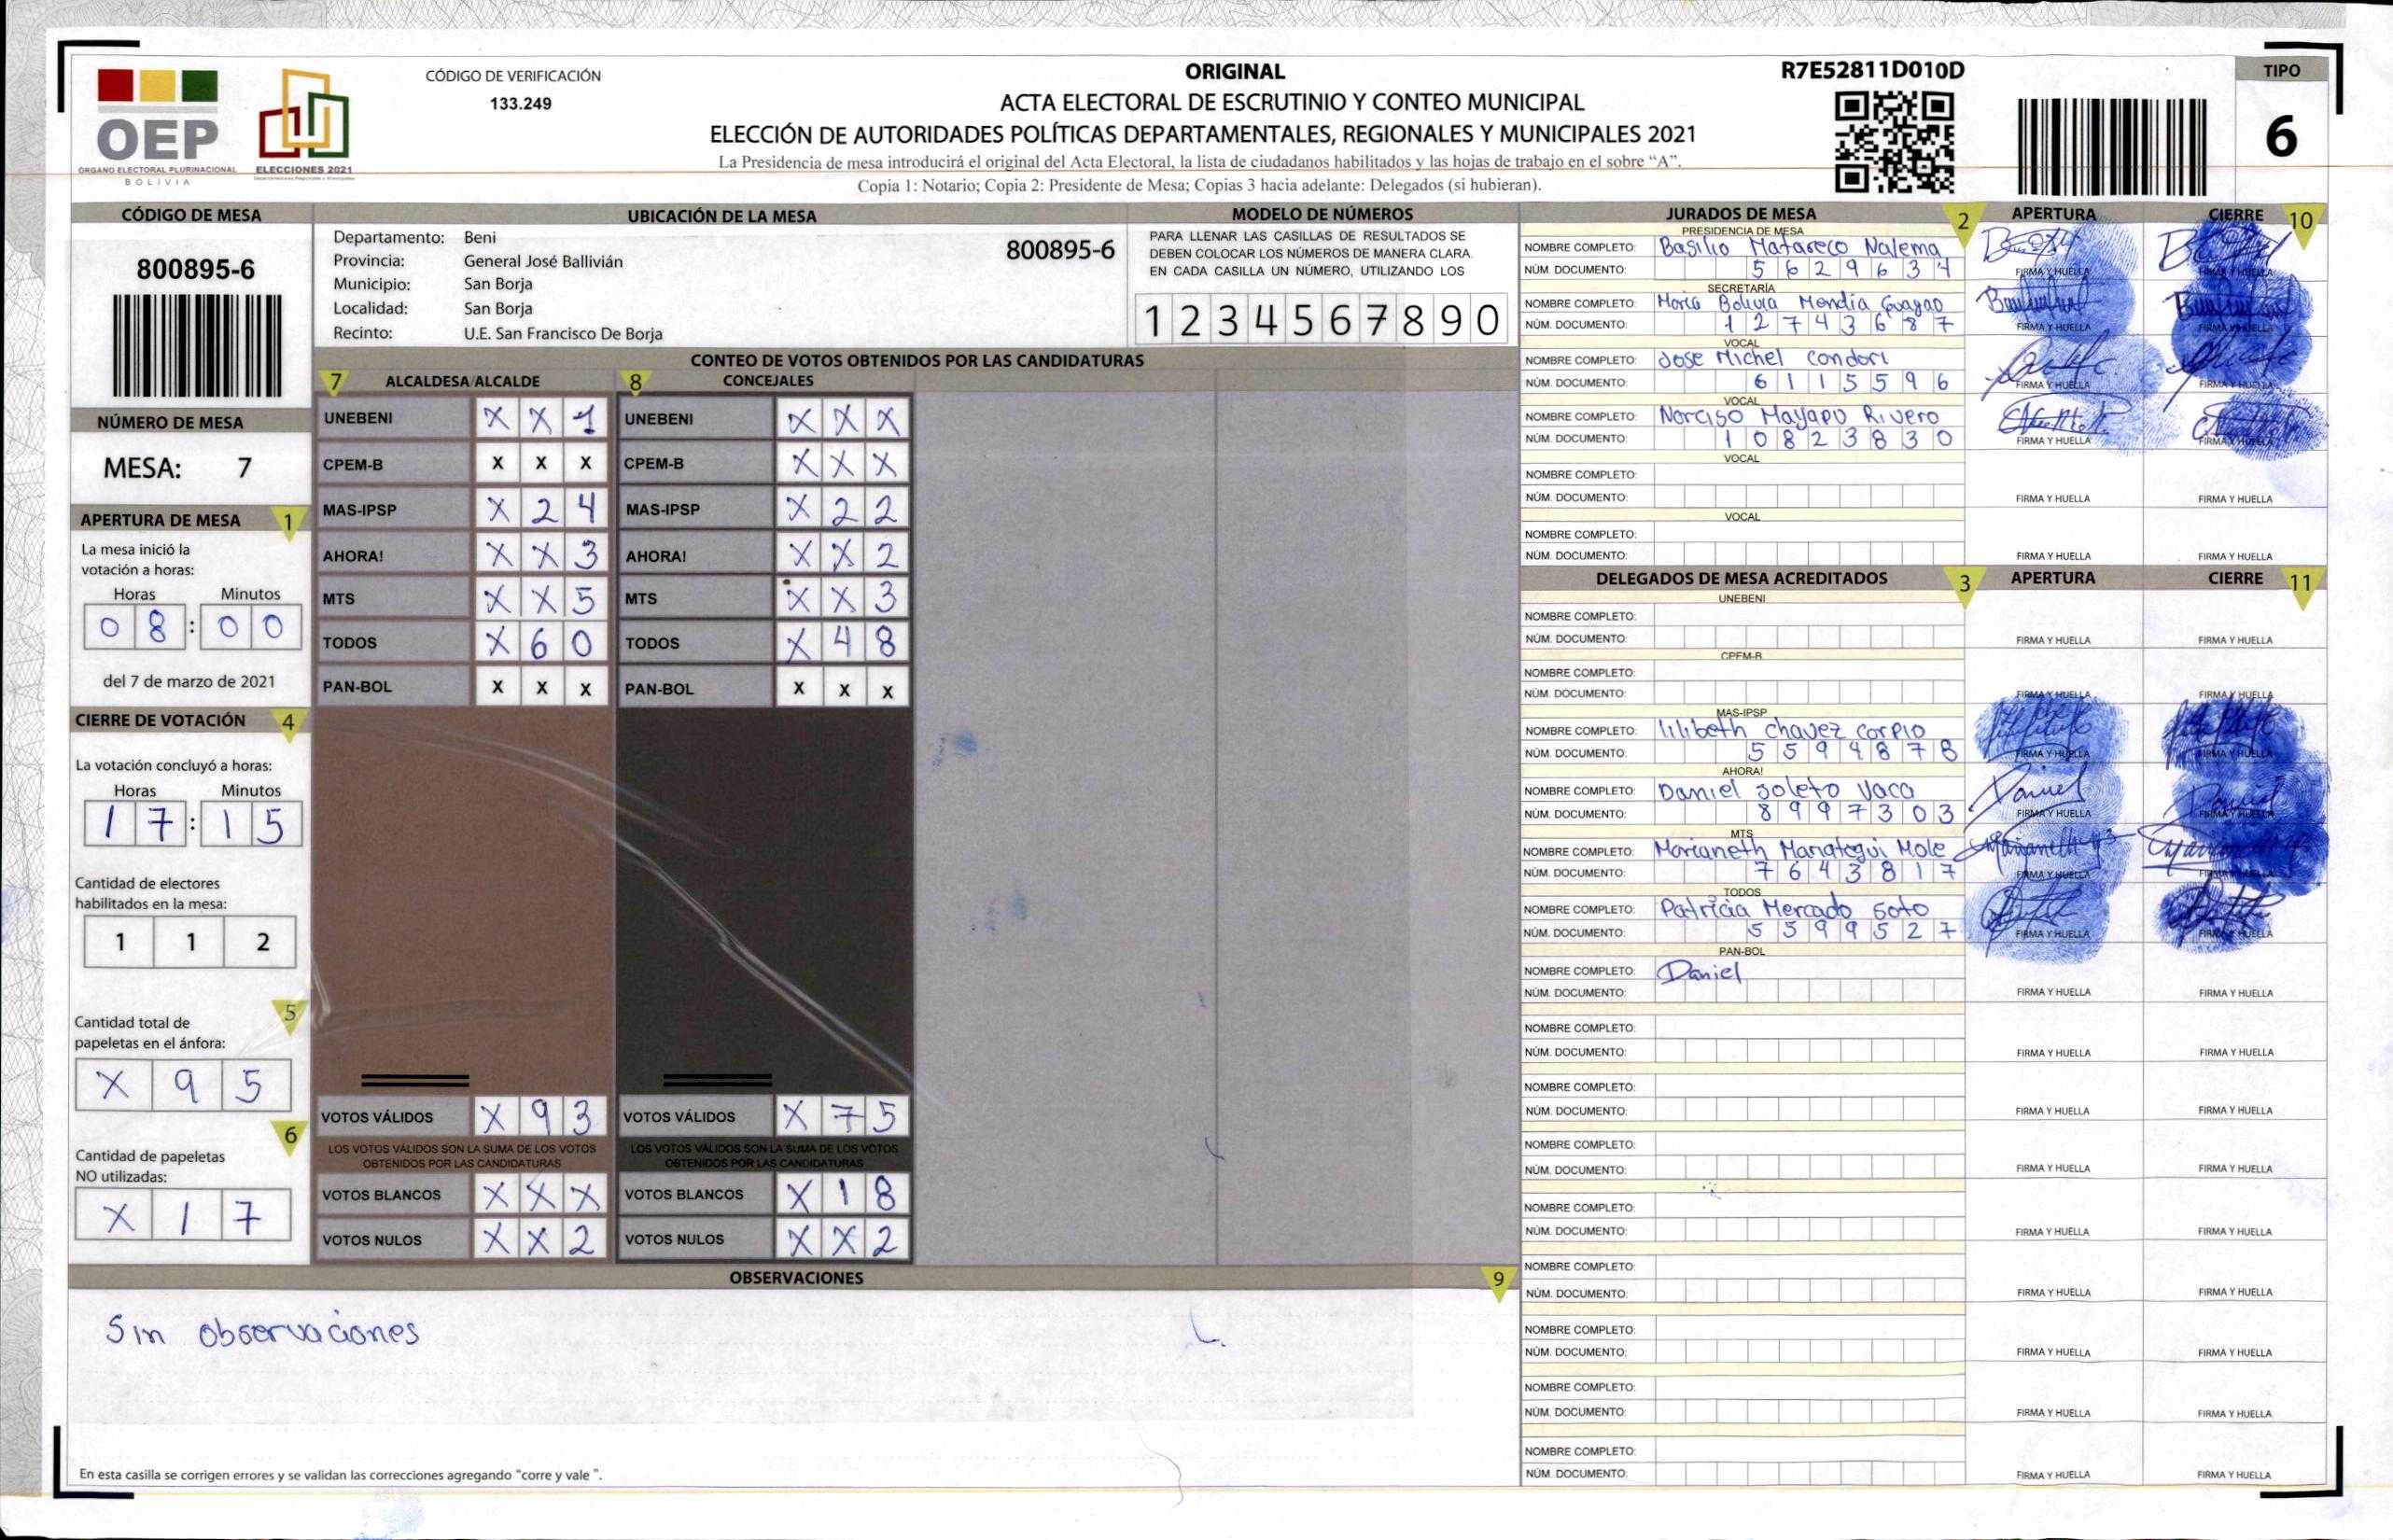 CÓDIGO DE VERIFICACIÓN
133.249
ORIGINAL
ACTA ELECTORAL DE ESCRUTINIO Y CONTEO MUNICIPAL
ELECCIÓN DE AUTORIDADES POLÍTICAS DEPARTAMENTALES, REGIONALES Y MUNICIPALES 2021
La Presidencia de mesa introducirá el original del Acta Electoral, la lista de ciudadanos habilitados y las hojas de trabajo en el sobre “A”.
Copia 1: Notario; Copia 2: Presidente de Mesa; Copias 3 hacia adelante: Delegados (si hubieran).
R7E52811D010D
TIPO
6
OEP
ÓRGANO ELECTORAL PLURINACIONAL
BOLIVIA
ELECCIONES 2021
CÓDIGO DE MESA
800895-6
NÚMERO DE MESA
MESA: 7
APERTURA DE MESA 1
La mesa inició la
votación a horas:
Horas Minutos
0 8 : 0 0
del 7 de marzo de 2021
CIERRE DE VOTACIÓN 4
La votación concluyó a horas:
Horas Minutos
1 7 : 1 5
Cantidad de electores
habilitados en la mesa:
1 1 2
5
Cantidad total de
papeletas en el ánfora:
X 9 5
6
Cantidad de papeletas
NO utilizadas:
X 1 7
UBICACIÓN DE LA MESA
Departamento: Beni
800895-6
Provincia: General José Ballivián
Municipio: San Borja
Localidad: San Borja
Recinto: U.E. San Francisco De Borja
MODELO DE NÚMEROS
PARA LLENAR LAS CASILLAS DE RESULTADOS SE
DEBEN COLOCAR LOS NÚMEROS DE MANERA CLARA.
EN CADA CASILLA UN NÚMERO, UTILIZANDO LOS
1 2 3 4 5 6 7 8 9 0
CONTEO DE VOTOS OBTENIDOS POR LAS CANDIDATURAS
7 ALCALDESA/ALCALDE 8 CONCEJALES
UNEBENI X X 1 UNEBENI X X X
CPEM-B X X X CPEM-B X X X
MAS-IPSP X 2 4 MAS-IPSP X 2 2
AHORA! X X 3 AHORA! X X 2
MTS X X 5 MTS X X 3
TODOS X 6 0 TODOS X 4 8
PAN-BOL X X X PAN-BOL X X X
VOTOS VÁLIDOS X 9 3 VOTOS VÁLIDOS X 7 5
LOS VOTOS VÁLIDOS SON LA SUMA DE LOS VOTOS LOS VOTOS VÁLIDOS SON LA SUMA DE LOS VOTOS
OBTENIDOS POR LAS CANDIDATURAS OBTENIDOS POR LAS CANDIDATURAS
VOTOS BLANCOS X X X VOTOS BLANCOS X 1 8
VOTOS NULOS X X 2 VOTOS NULOS X X 2
OBSERVACIONES 9
Sin observaciones
En esta casilla se corrigen errores y se validan las correcciones agregando “corre y vale ”.
JURADOS DE MESA 2 APERTURA CIERRE 10
PRESIDENCIA DE MESA
NOMBRE COMPLETO: Basilio Matareco Nalema
NÚM. DOCUMENTO: 5 6 2 9 6 3 4 FIRMA Y HUELLA FIRMA Y HUELLA
SECRETARÍA
NOMBRE COMPLETO: Maria Bolivia Mendia
NÚM. DOCUMENTO: 1 2 7 4 3 6 8 7 FIRMA Y HUELLA FIRMA Y HUELLA
VOCAL
NOMBRE COMPLETO: Jose Michel Condori
NÚM. DOCUMENTO: 6 1 1 5 5 9 6 FIRMA Y HUELLA FIRMA Y HUELLA
VOCAL
NOMBRE COMPLETO: Narciso Mayapo Rivero
NÚM. DOCUMENTO: 1 0 8 2 3 8 3 0 FIRMA Y HUELLA FIRMA Y HUELLA
VOCAL
NOMBRE COMPLETO:
NÚM. DOCUMENTO: FIRMA Y HUELLA FIRMA Y HUELLA
VOCAL
NOMBRE COMPLETO:
NÚM. DOCUMENTO: FIRMA Y HUELLA FIRMA Y HUELLA
DELEGADOS DE MESA ACREDITADOS 3 APERTURA CIERRE 11
UNEBENI
NOMBRE COMPLETO:
NÚM. DOCUMENTO: FIRMA Y HUELLA FIRMA Y HUELLA
CPEM-B
NOMBRE COMPLETO:
NÚM. DOCUMENTO: FIRMA Y HUELLA FIRMA Y HUELLA
MAS-IPSP
NOMBRE COMPLETO: lilibeth chavez Carpio
NÚM. DOCUMENTO: 5 5 9 4 8 7 8 FIRMA Y HUELLA FIRMA Y HUELLA
AHORA!
NOMBRE COMPLETO: Daniel Soleto Vaca
NÚM. DOCUMENTO: 8 9 9 7 3 0 3 FIRMA Y HUELLA FIRMA Y HUELLA
MTS
NOMBRE COMPLETO: Marianeth Marategui Mole
NÚM. DOCUMENTO: 7 6 4 3 8 1 7 FIRMA Y HUELLA FIRMA Y HUELLA
TODOS
NOMBRE COMPLETO: Patricia Mercado Soto
NÚM. DOCUMENTO: 5 5 9 9 5 2 7 FIRMA Y HUELLA FIRMA Y HUELLA
PAN-BOL
NOMBRE COMPLETO: Daniel
NÚM. DOCUMENTO: FIRMA Y HUELLA FIRMA Y HUELLA
NOMBRE COMPLETO:
NÚM. DOCUMENTO: FIRMA Y HUELLA FIRMA Y HUELLA
NOMBRE COMPLETO:
NÚM. DOCUMENTO: FIRMA Y HUELLA FIRMA Y HUELLA
NOMBRE COMPLETO:
NÚM. DOCUMENTO: FIRMA Y HUELLA FIRMA Y HUELLA
NOMBRE COMPLETO:
NÚM. DOCUMENTO: FIRMA Y HUELLA FIRMA Y HUELLA
NOMBRE COMPLETO:
NÚM. DOCUMENTO: FIRMA Y HUELLA FIRMA Y HUELLA
NOMBRE COMPLETO:
NÚM. DOCUMENTO: FIRMA Y HUELLA FIRMA Y HUELLA
NOMBRE COMPLETO:
NÚM. DOCUMENTO: FIRMA Y HUELLA FIRMA Y HUELLA
NOMBRE COMPLETO:
NÚM. DOCUMENTO: FIRMA Y HUELLA FIRMA Y HUELLA